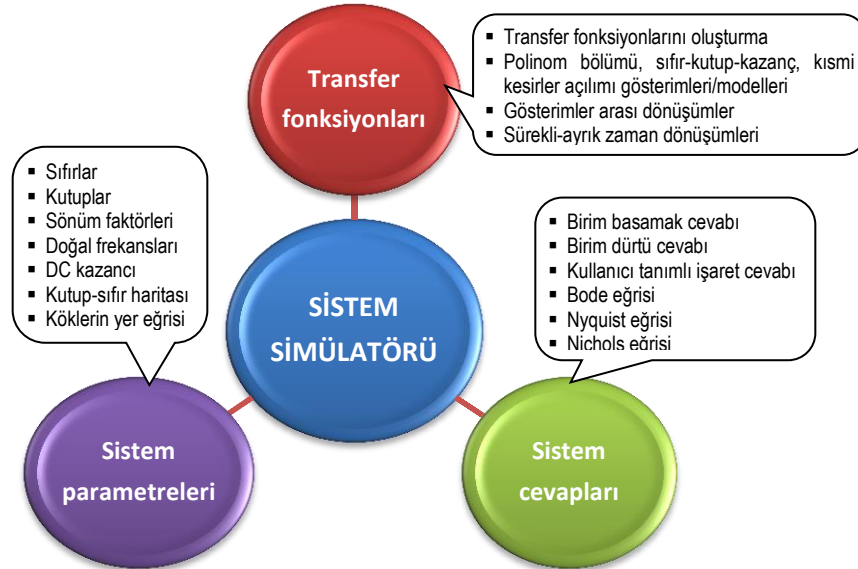 Transfer
fonksiyonları
▪ Transfer fonksiyonlarını oluşturma
▪ Polinom bölümü, sıfır-kutup-kazanç, kısmi
kesirler açılımı gösterimleri/modelleri
▪ Gösterimler arası dönüşümler
▪ Sürekli-ayrık zaman dönüşümleri
▪ Sıfırlar
▪ Kutuplar
▪ Sönüm faktörleri
▪ Doğal frekansları
▪ DC kazancı
▪ Kutup-sıfır haritası
▪ Köklerin yer eğrisi
▪ Birim basamak cevabı
▪ Birim dürtü cevabı
▪ Kullanıcı tanımlı işaret cevabı
▪ Bode eğrisi
▪ Nyquist eğrisi
▪ Nichols eğrisi
SİSTEM
SİMÜLATÖRÜ
Sistem
parametreleri
Sistem
cevapları